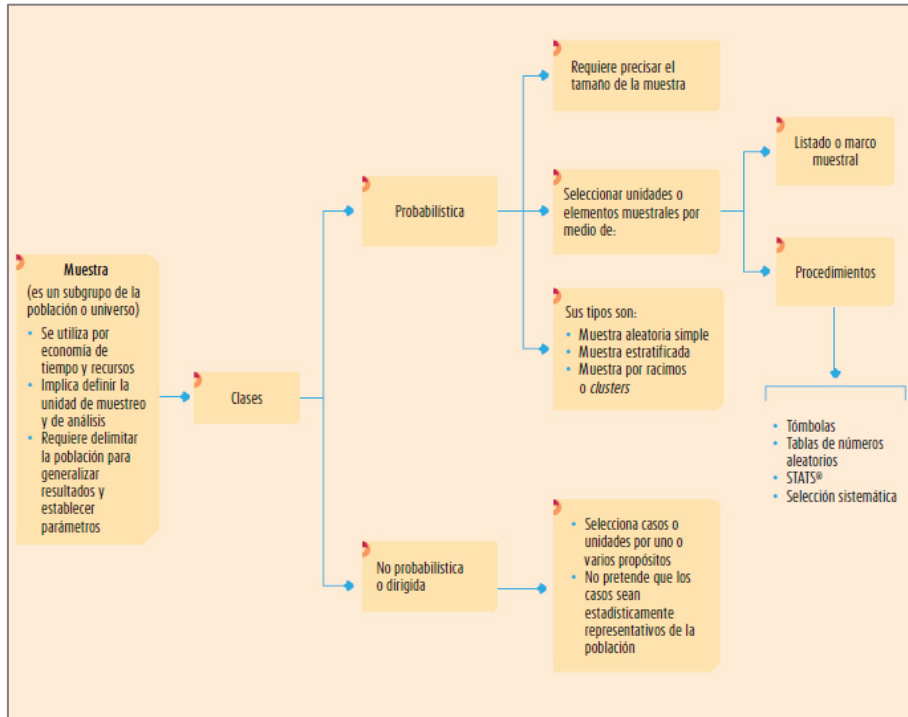 Muestra
(es un subgrupo de la
población o universo)
• Se utiliza por
economía de
tiempo y recursos
• Implica definir la
unidad de muestreo
y de análisis
• Requiere delimitar
la población para
generalizar
resultados y
establecer
parámetros
Clases
Probabilística
Requiere precisar el
tamaño de la muestra
Seleccionar unidades o
elementos muestrales por
medio de:
Listado o marco
muestral
Procedimientos
• Tómbolas
• Tablas de números
aleatorios
• STATS®
• Selección sistemática
Sus tipos son:
• Muestra aleatoria simple
• Muestra estratificada
• Muestra por racimos
o clusters
No probabilística
o dirigida
• Selecciona casos o
unidades por uno o
varios propósitos
• No pretende que los
casos sean
estadísticamente
representativos de la
población